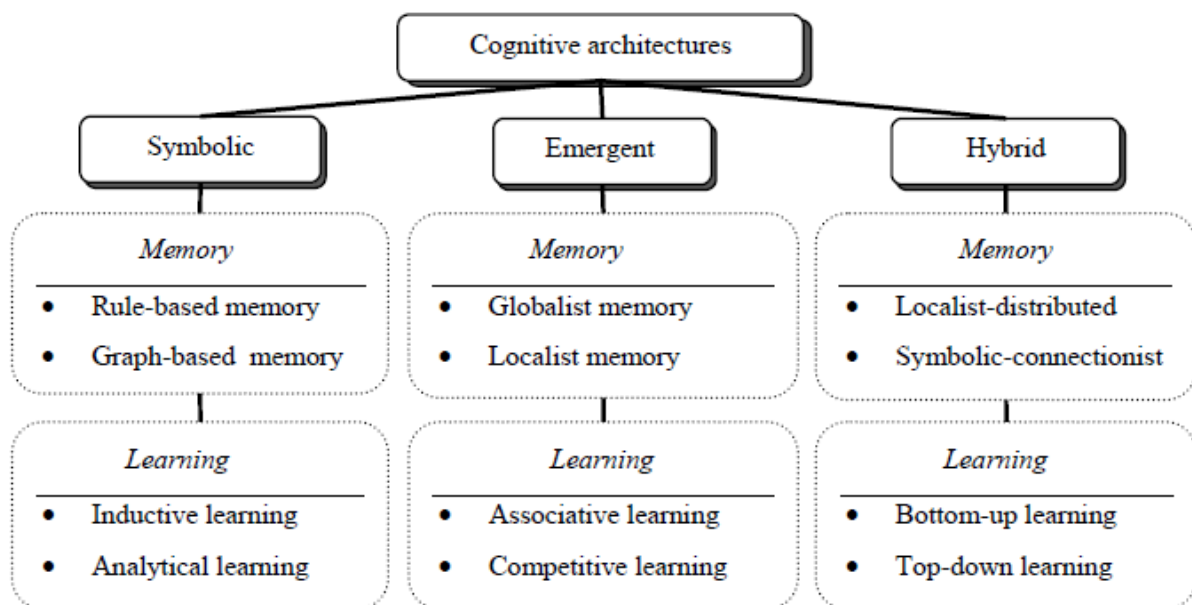 Cognitive architectures
Symbolic
Emergent
Hybrid
Memory
• Rule-based memory
• Graph-based memory
Memory
• Globalist memory
• Localist memory
Memory
• Localist-distributed
• Symbolic-connectionist
Learning
• Inductive learning
• Analytical learning
Learning
• Associative learning
• Competitive learning
Learning
• Bottom-up learning
• Top-down learning